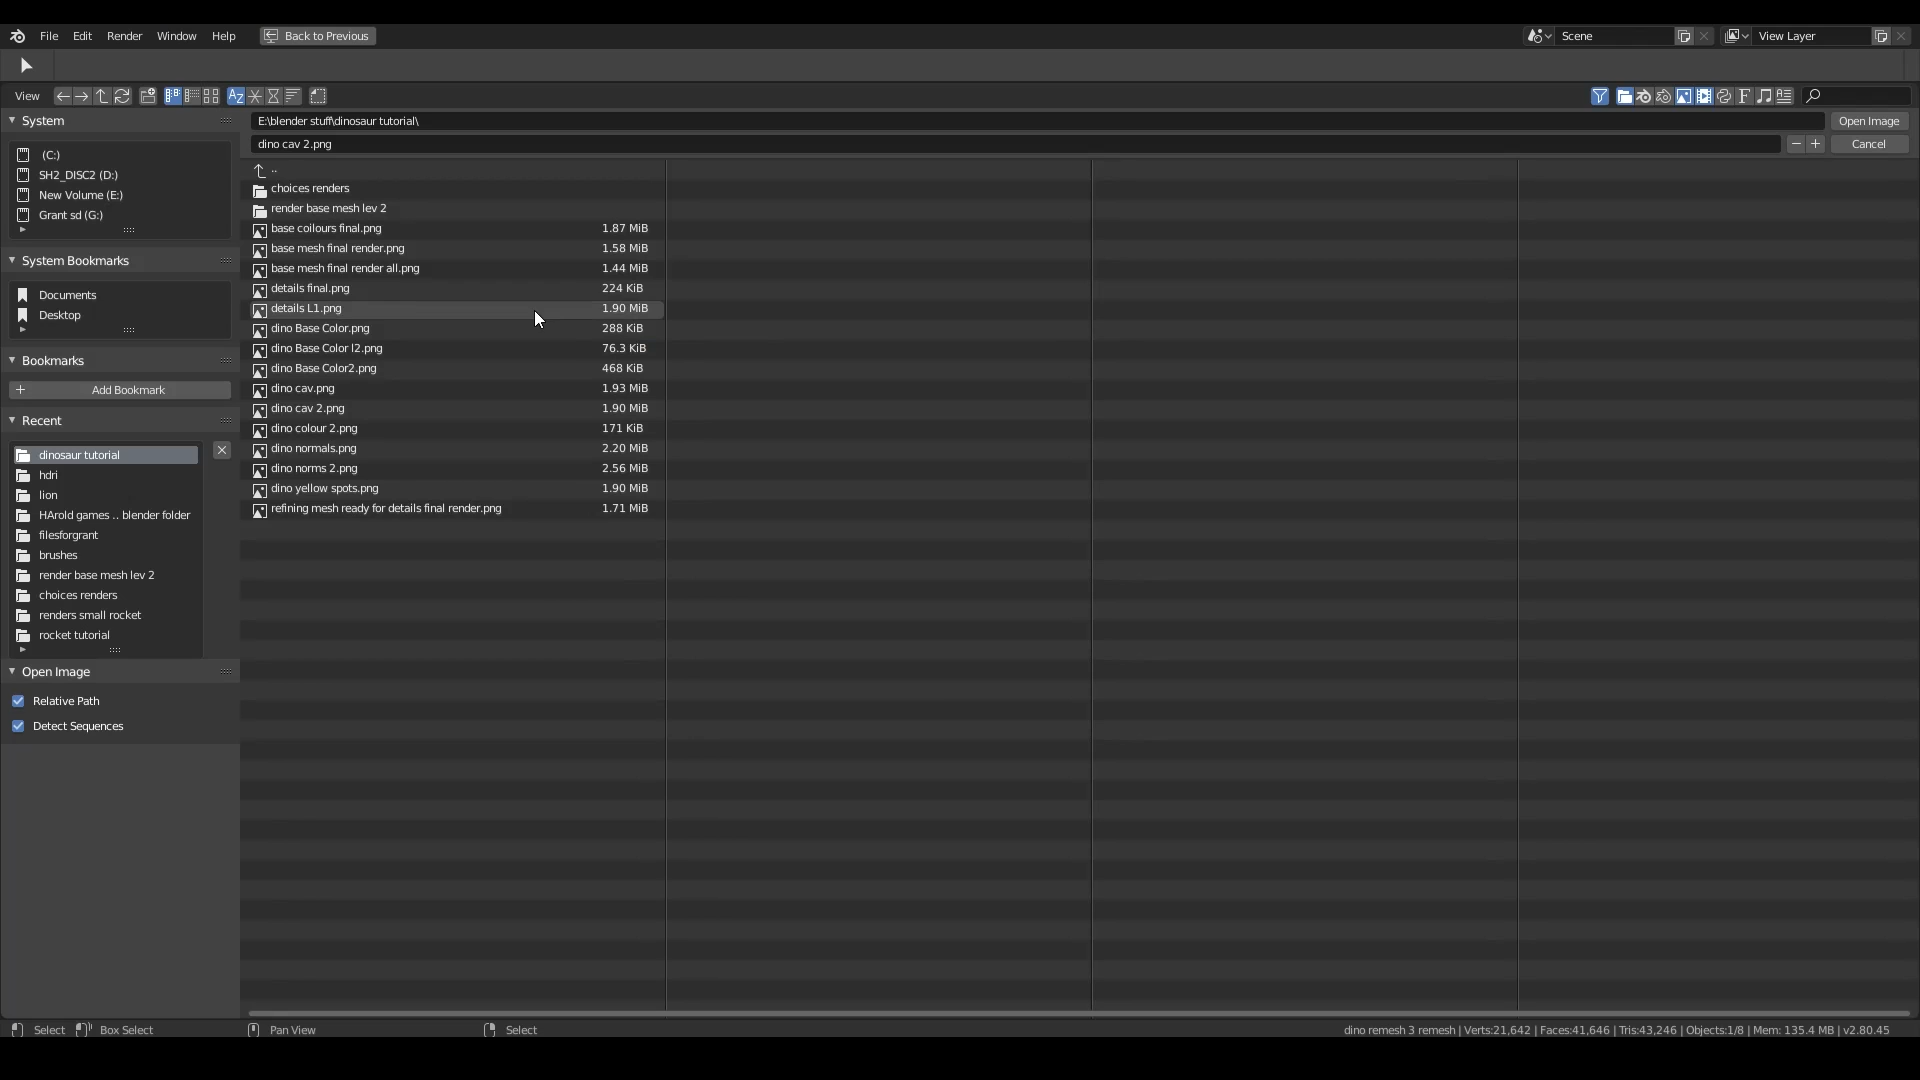 File Edit Render Window Help Back to Previous Scene View Layer
View
System E:\blender stuff\dinosaur tutorial\ Open Image
dino cav 2.png Cancel
(C:)
SH2_DISC2 (D:)
New Volume (E:)
Grant sd (G:)
System Bookmarks
Documents
Desktop
Bookmarks
Add Bookmark
Recent
dinosaur tutorial
hdri
lion
HArold games .. blender folder
filesforgrant
brushes
render base mesh lev 2
choices renders
renders small rocket
rocket tutorial
Open Image
Relative Path
Detect Sequences
..
choices renders
render base mesh lev 2
base coilours final.png 1.87 MiB
base mesh final render.png 1.58 MiB
base mesh final render all.png 1.44 MiB
details final.png 224 KiB
details L1.png 1.90 MiB
dino Base Color.png 288 KiB
dino Base Color l2.png 76.3 KiB
dino Base Color2.png 468 KiB
dino cav.png 1.93 MiB
dino cav 2.png 1.90 MiB
dino colour 2.png 171 KiB
dino normals.png 2.20 MiB
dino norms 2.png 2.56 MiB
dino yellow spots.png 1.90 MiB
refining mesh ready for details final render.png 1.71 MiB
Select Box Select Pan View Select dino remesh 3 remesh | Verts:21,642 | Faces:41,646 | Tris:43,246 | Objects:1/8 | Mem: 135.4 MB | v2.80.45